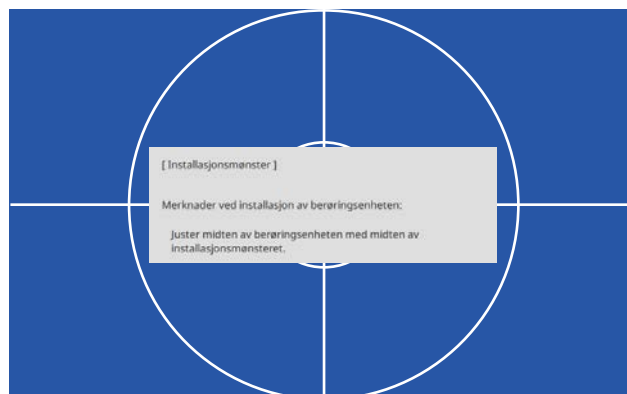 [ Installasjonsmønster ]
Merknader ved installasjon av berøringsenheten:
Juster midten av berøringsenheten med midten av
installasjonsmønsteret.